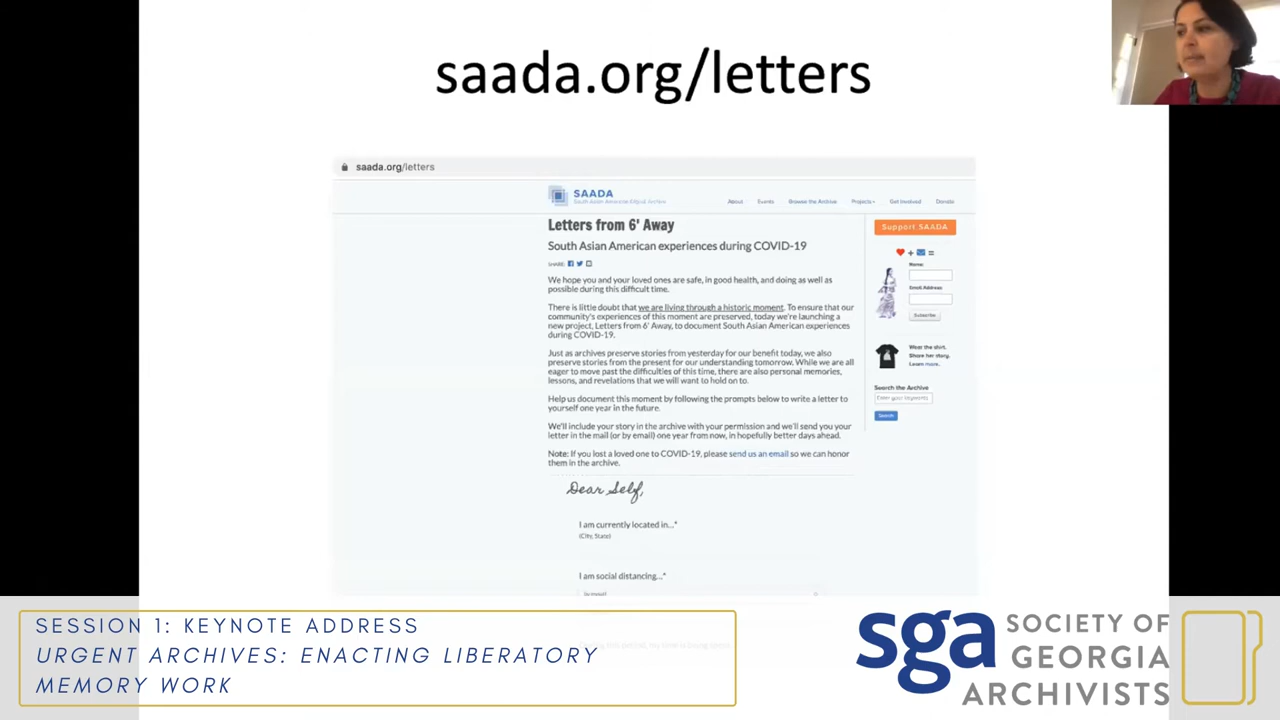 saada.org/letters
saada.org/letters
SAADA
South Asian American Digital Archive
About Events Browse the Archive Projects Get Involved Donate
Letters from 6' Away
South Asian American experiences during COVID-19
SHARE:
We hope you and your loved ones are safe, in good health, and doing as well as
possible during this difficult time.
There is little doubt that we are living through a historic moment. To ensure that our
community's experiences of this moment are preserved, today we're launching a
new project, Letters from 6' Away, to document South Asian American experiences
during COVID-19.
Just as archives preserve stories from yesterday for our benefit today, we also
preserve stories from the present for our understanding tomorrow. While we are all
eager to move past the difficulties of this time, there are also personal memories,
lessons, and revelations that we will want to hold on to.
Help us document this moment by following the prompts below to write a letter to
yourself one year in the future.
We'll include your story in the archive with your permission and we'll send you your
letter in the mail (or by email) one year from now, in hopefully better days ahead.
Note: If you lost a loved one to COVID-19, please send us an email so we can honor
them in the archive.
Dear Self,
I am currently located in...*
(City, State)
I am social distancing...*
Support SAADA
+ =
Name:
Email Address
Subscribe
Wear the shirt.
Share her story.
Learn more.
Search the Archive
Enter your keywords
Search
SESSION 1: KEYNOTE ADDRESS
URGENT ARCHIVES: ENACTING LIBERATORY
MEMORY WORK
sga SOCIETY OF
GEORGIA
ARCHIVISTS